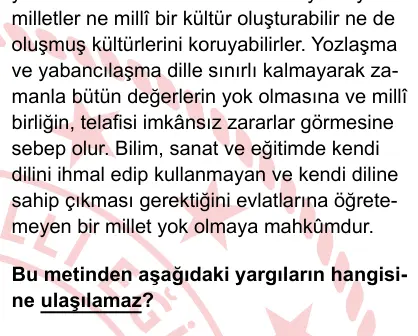 milletler ne millî bir kültür oluşturabilir ne de
oluşmuş kültürlerini koruyabilirler. Yozlaşma
ve yabancılaşma dille sınırlı kalmayarak za-
manla bütün değerlerin yok olmasına ve millî
birliğin, telafisi imkânsız zararlar görmesine
sebep olur. Bilim, sanat ve eğitimde kendi
dilini ihmal edip kullanmayan ve kendi diline
sahip çıkması gerektiğini evlatlarına öğrete-
meyen bir millet yok olmaya mahkûmdur.
Bu metinden aşağıdaki yargıların hangisi-
ne ulaşılamaz?